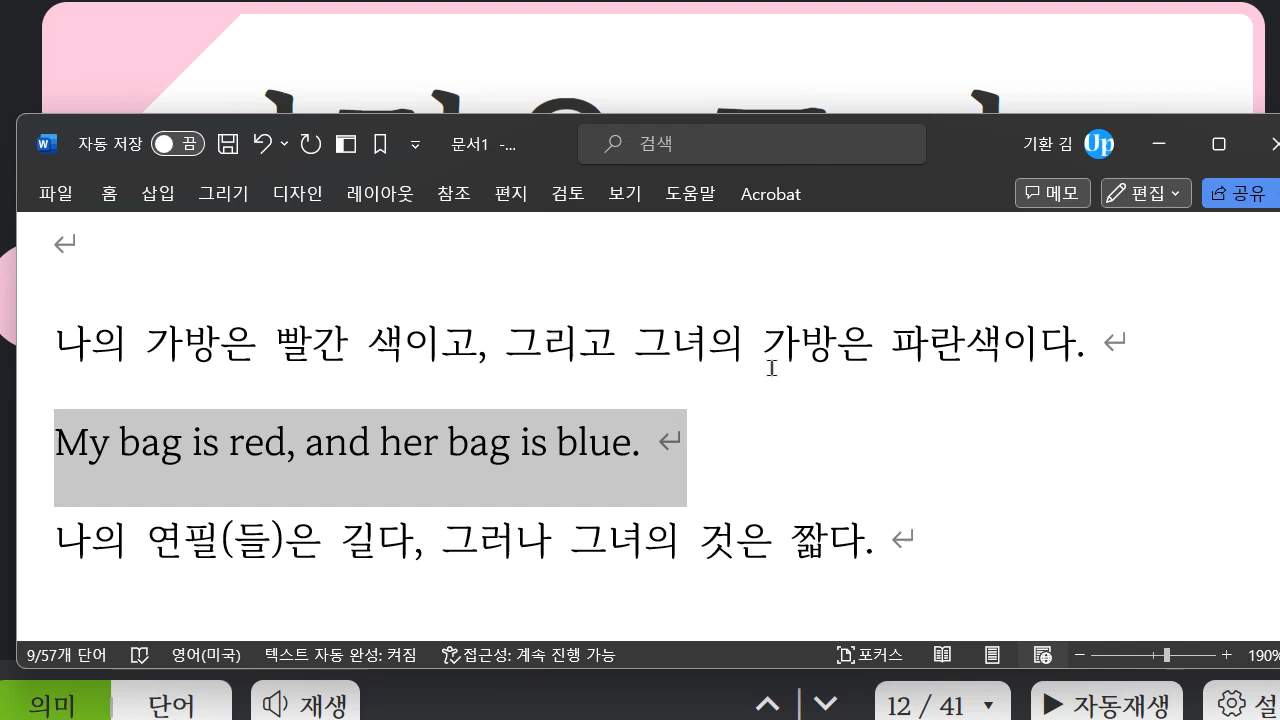 자동 저장 끔 문서1 -... 검색 기환 김 Up
파일 홈 삽입 그리기 디자인 레이아웃 참조 편지 검토 보기 도움말 Acrobat 메모 편집 공유
나의 가방은 빨간 색이고, 그리고 그녀의 가방은 파란색이다.
My bag is red, and her bag is blue.
나의 연필(들)은 길다, 그러나 그녀의 것은 짧다.
9/57개 단어 영어(미국) 텍스트 자동 완성: 켜짐 접근성: 계속 진행 가능 포커스 190%
의미 단어 재생 12 / 41 자동재생 설